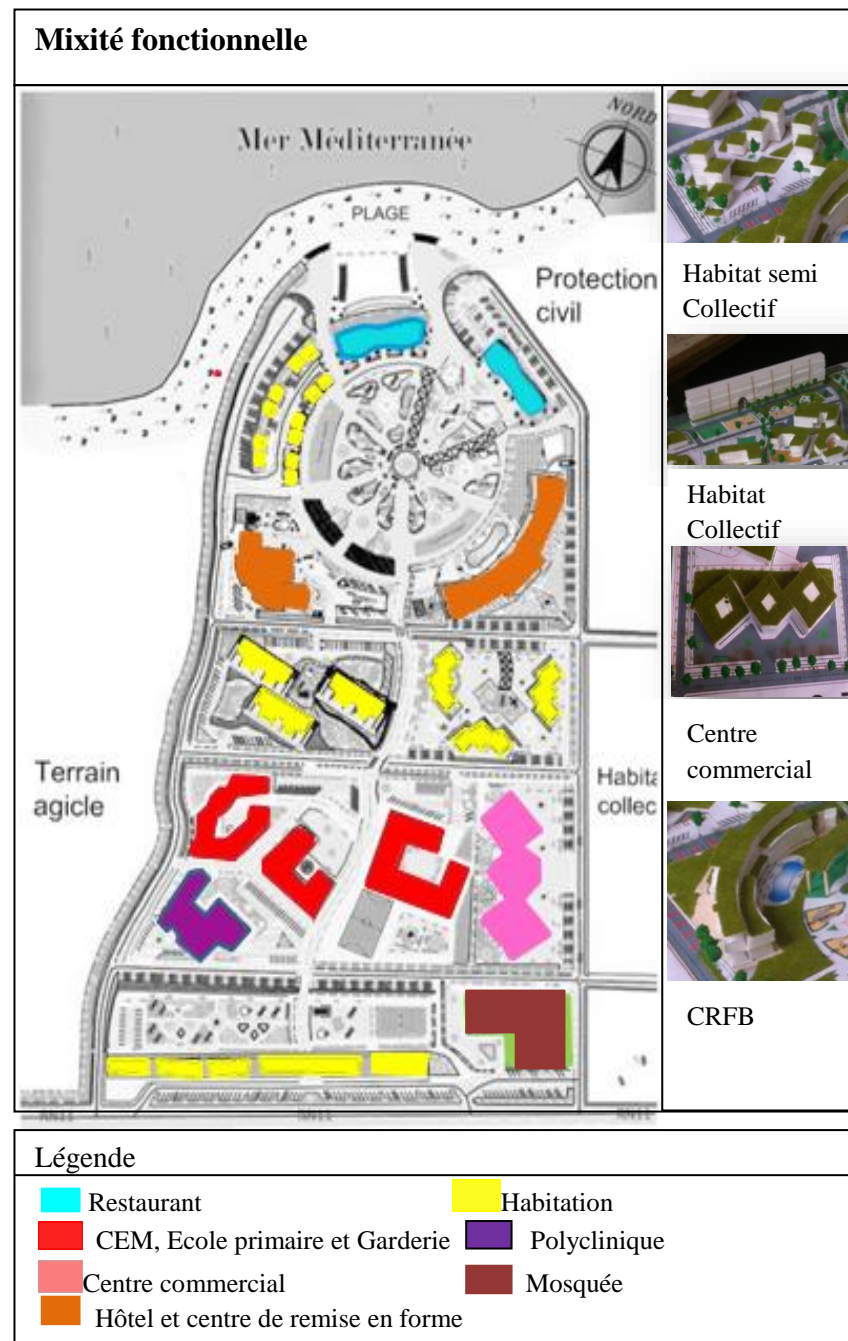 Mixité fonctionnelle
NORD
Mer Méditerranée
PLAGE
Protection
civil
Terrain
agicle
Habita
collec
Habitat semi
Collectif
Habitat
Collectif
Centre
commercial
CRFB
Légende
Restaurant
Habitation
CEM, Ecole primaire et Garderie
Polyclinique
Centre commercial
Mosquée
Hôtel et centre de remise en forme